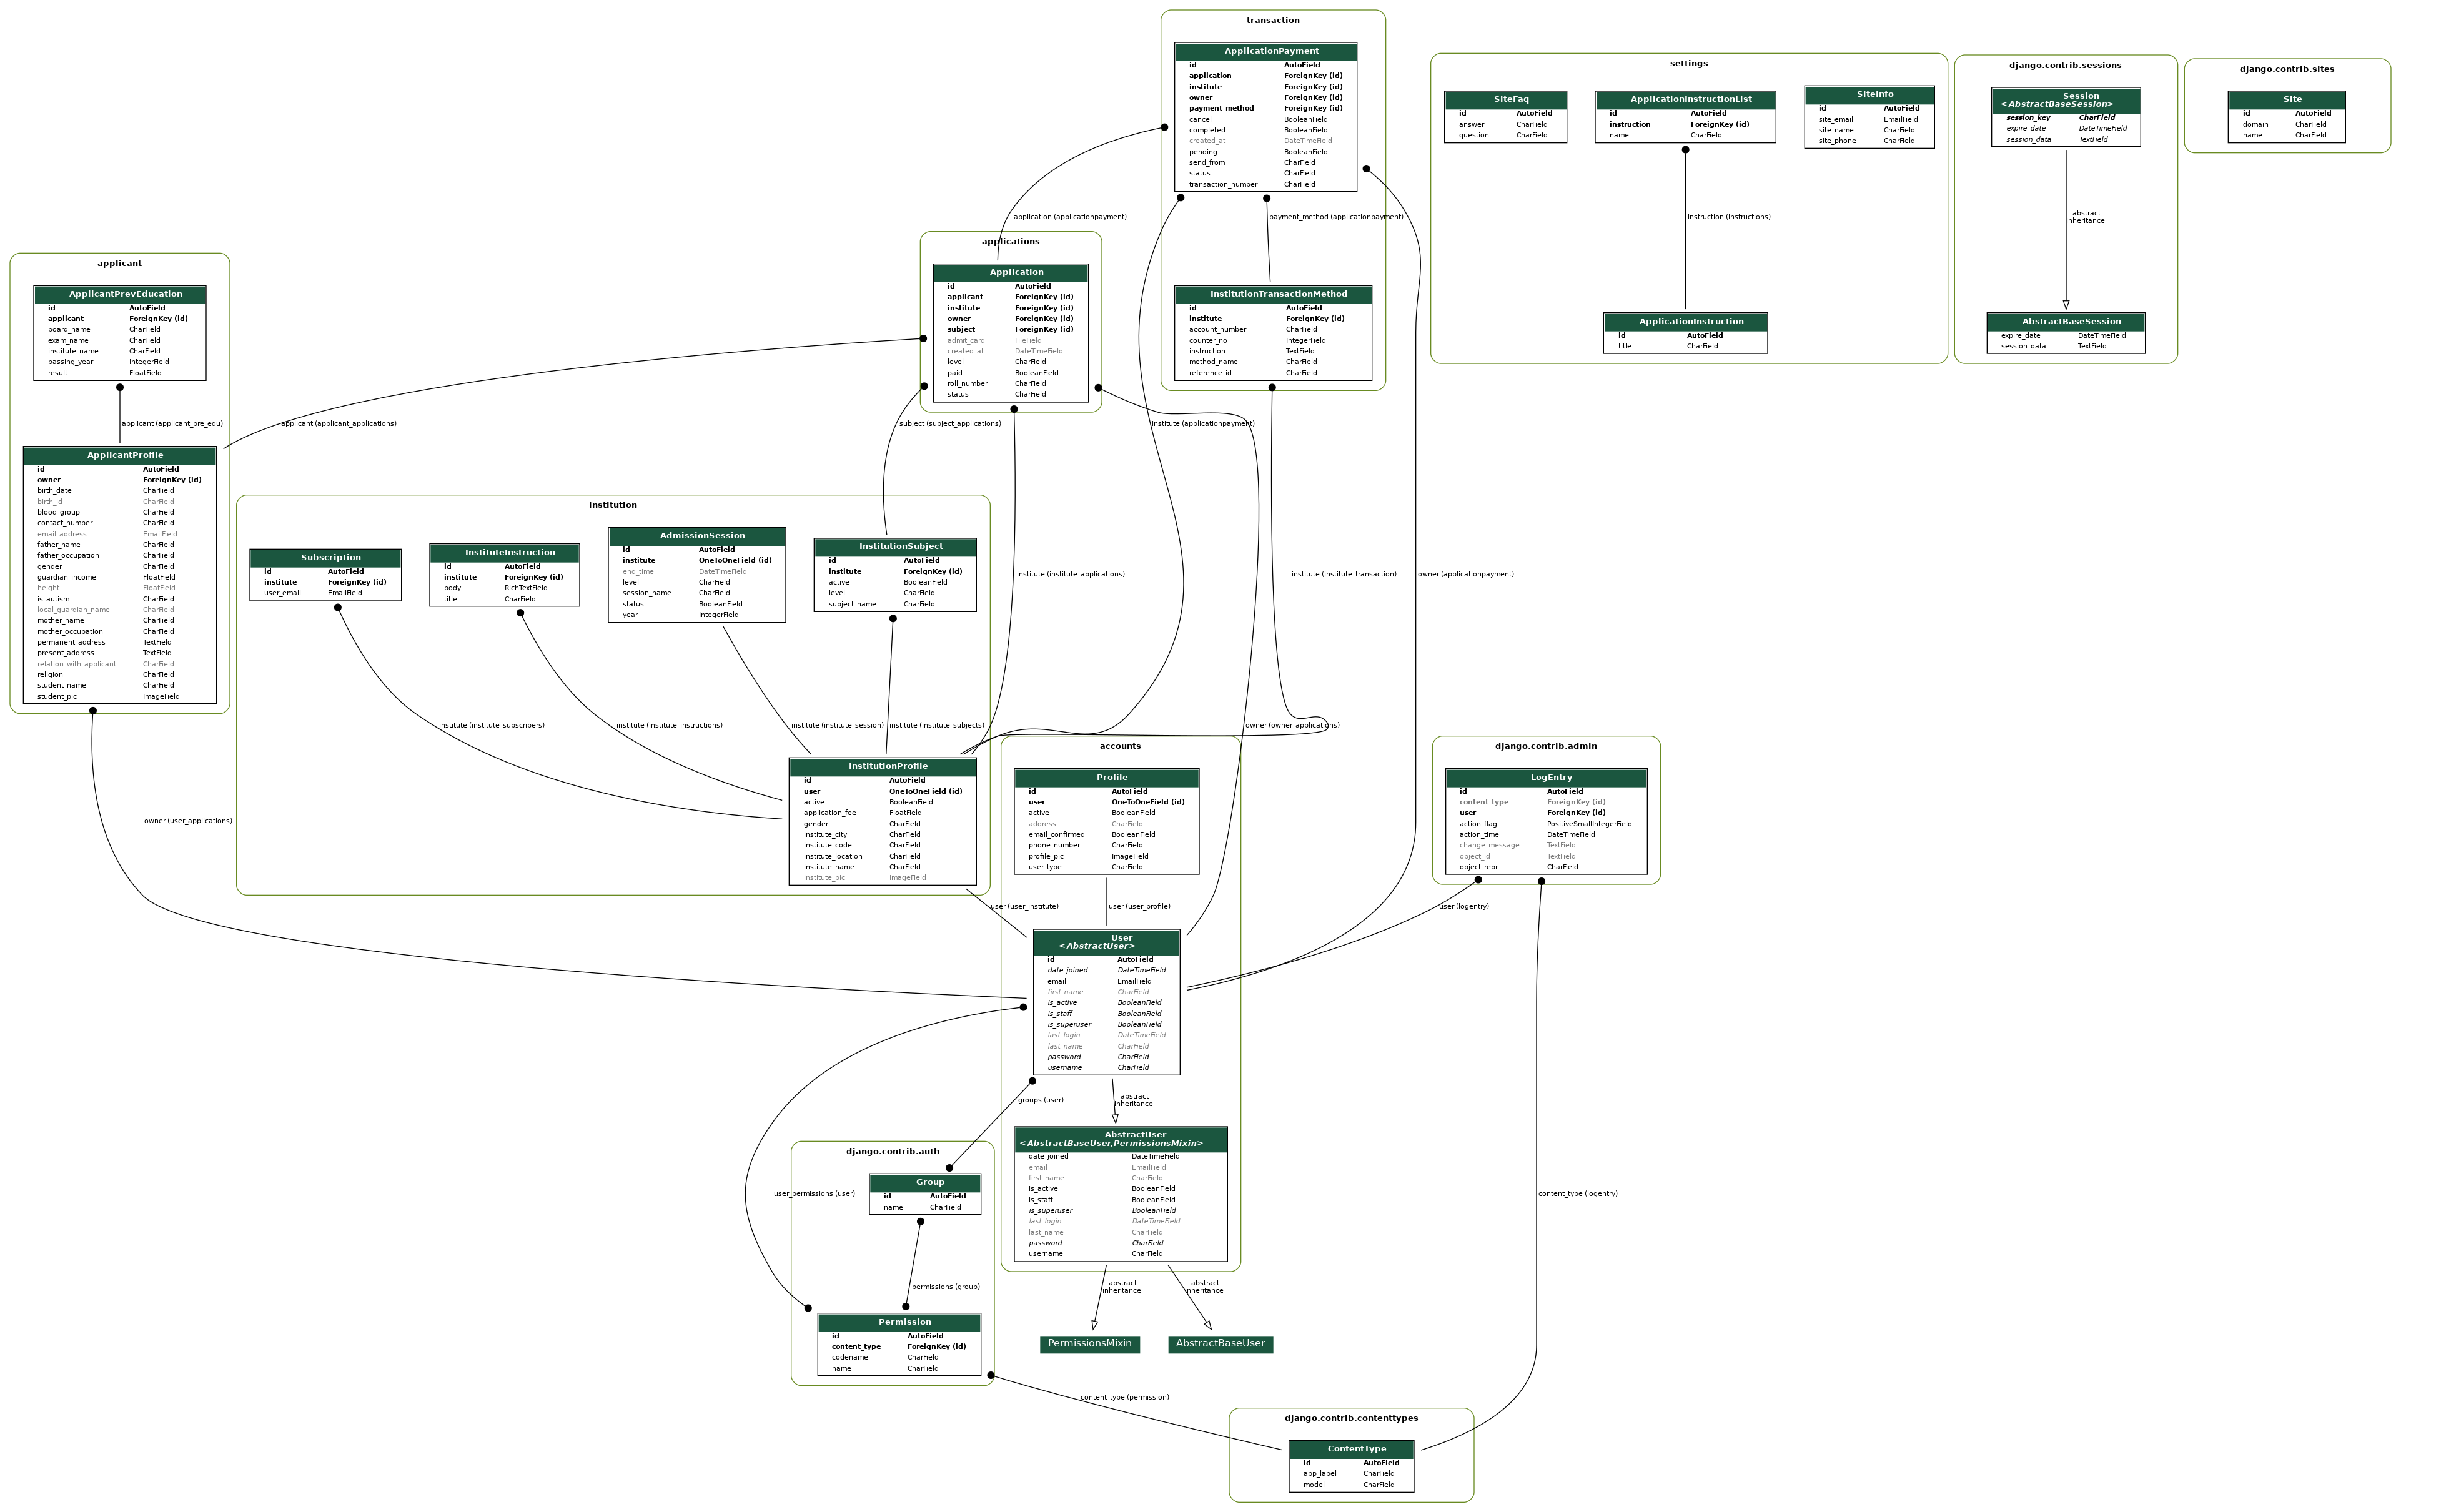 transaction
ApplicationPayment
id AutoField
application ForeignKey (id)
institute ForeignKey (id)
owner ForeignKey (id)
payment_method ForeignKey (id)
cancel BooleanField
completed BooleanField
created_at DateTimeField
pending BooleanField
send_from CharField
status CharField
transaction_number CharField
application (applicationpayment)
payment_method (applicationpayment)
InstitutionTransactionMethod
id AutoField
institute ForeignKey (id)
account_number CharField
counter_no IntegerField
instruction TextField
method_name CharField
reference_id CharField
settings
SiteFaq
id AutoField
answer CharField
question CharField
ApplicationInstructionList
id AutoField
instruction ForeignKey (id)
name CharField
SiteInfo
id AutoField
site_email EmailField
site_name CharField
site_phone CharField
instruction (instructions)
ApplicationInstruction
id AutoField
title CharField
django.contrib.sessions
Session
<AbstractBaseSession>
session_key CharField
expire_date DateTimeField
session_data TextField
abstract
inheritance
AbstractBaseSession
expire_date DateTimeField
session_data TextField
django.contrib.sites
Site
id AutoField
domain CharField
name CharField
applications
Application
id AutoField
applicant ForeignKey (id)
institute ForeignKey (id)
owner ForeignKey (id)
subject ForeignKey (id)
admit_card FileField
created_at DateTimeField
level CharField
paid BooleanField
roll_number CharField
status CharField
applicant
ApplicantPrevEducation
id AutoField
applicant ForeignKey (id)
board_name CharField
exam_name CharField
institute_name CharField
passing_year IntegerField
result FloatField
applicant (applicant_pre_edu)
applicant (applicant_applications)
subject (subject_applications)
institute (applicationpayment)
ApplicantProfile
id AutoField
owner ForeignKey (id)
birth_date CharField
birth_id CharField
blood_group CharField
contact_number CharField
email_address EmailField
father_name CharField
father_occupation CharField
gender CharField
guardian_income FloatField
height FloatField
is_autism CharField
local_guardian_name CharField
mother_name CharField
mother_occupation CharField
permanent_address TextField
present_address TextField
relation_with_applicant CharField
religion CharField
student_name CharField
student_pic ImageField
institution
Subscription
id AutoField
institute ForeignKey (id)
user_email EmailField
InstituteInstruction
id AutoField
institute ForeignKey (id)
body RichTextField
title CharField
AdmissionSession
id AutoField
institute OneToOneField (id)
end_time DateTimeField
level CharField
session_name CharField
status BooleanField
year IntegerField
InstitutionSubject
id AutoField
institute ForeignKey (id)
active BooleanField
level CharField
subject_name CharField
institute (institute_applications)
institute (institute_transaction)
owner (applicationpayment)
institute (institute_subscribers)
institute (institute_instructions)
institute (institute_session)
institute (institute_subjects)
owner (owner_applications)
InstitutionProfile
id AutoField
user OneToOneField (id)
active BooleanField
application_fee FloatField
gender CharField
institute_city CharField
institute_code CharField
institute_location CharField
institute_name CharField
institute_pic ImageField
owner (user_applications)
accounts
Profile
id AutoField
user OneToOneField (id)
active BooleanField
address CharField
email_confirmed BooleanField
phone_number CharField
profile_pic ImageField
user_type CharField
django.contrib.admin
LogEntry
id AutoField
content_type ForeignKey (id)
user ForeignKey (id)
action_flag PositiveSmallIntegerField
action_time DateTimeField
change_message TextField
object_id TextField
object_repr CharField
user (user_institute)
user (user_profile)
user (logentry)
User
<AbstractUser>
id AutoField
date_joined DateTimeField
email EmailField
first_name CharField
is_active BooleanField
is_staff BooleanField
is_superuser BooleanField
last_login DateTimeField
last_name CharField
password CharField
username CharField
groups (user)
abstract
inheritance
AbstractUser
<AbstractBaseUser,PermissionsMixin>
date_joined DateTimeField
email EmailField
first_name CharField
is_active BooleanField
is_staff BooleanField
is_superuser BooleanField
last_login DateTimeField
last_name CharField
password CharField
username CharField
django.contrib.auth
Group
id AutoField
name CharField
user_permissions (user)
content_type (logentry)
permissions (group)
abstract
inheritance
abstract
inheritance
Permission
id AutoField
content_type ForeignKey (id)
codename CharField
name CharField
PermissionsMixin
AbstractBaseUser
content_type (permission)
django.contrib.contenttypes
ContentType
id AutoField
app_label CharField
model CharField